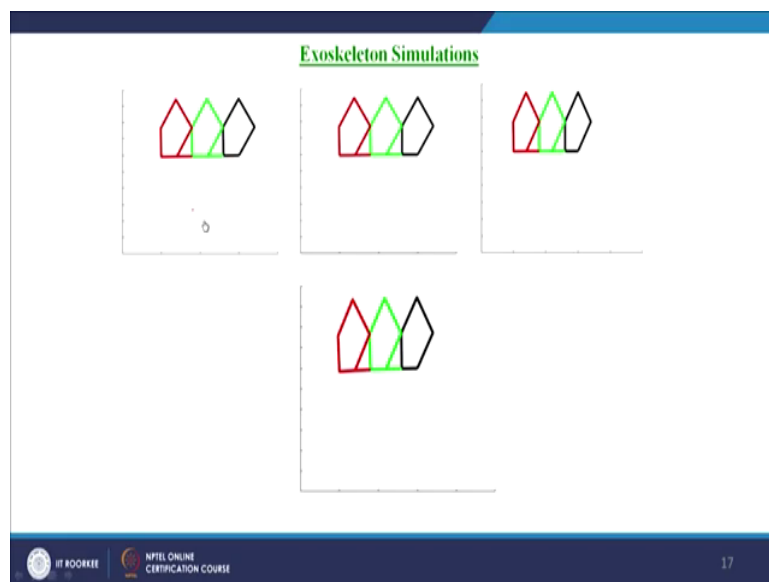 Exoskeleton Simulations
IIT ROORKEE
NPTEL ONLINE
CERTIFICATION COURSE
17